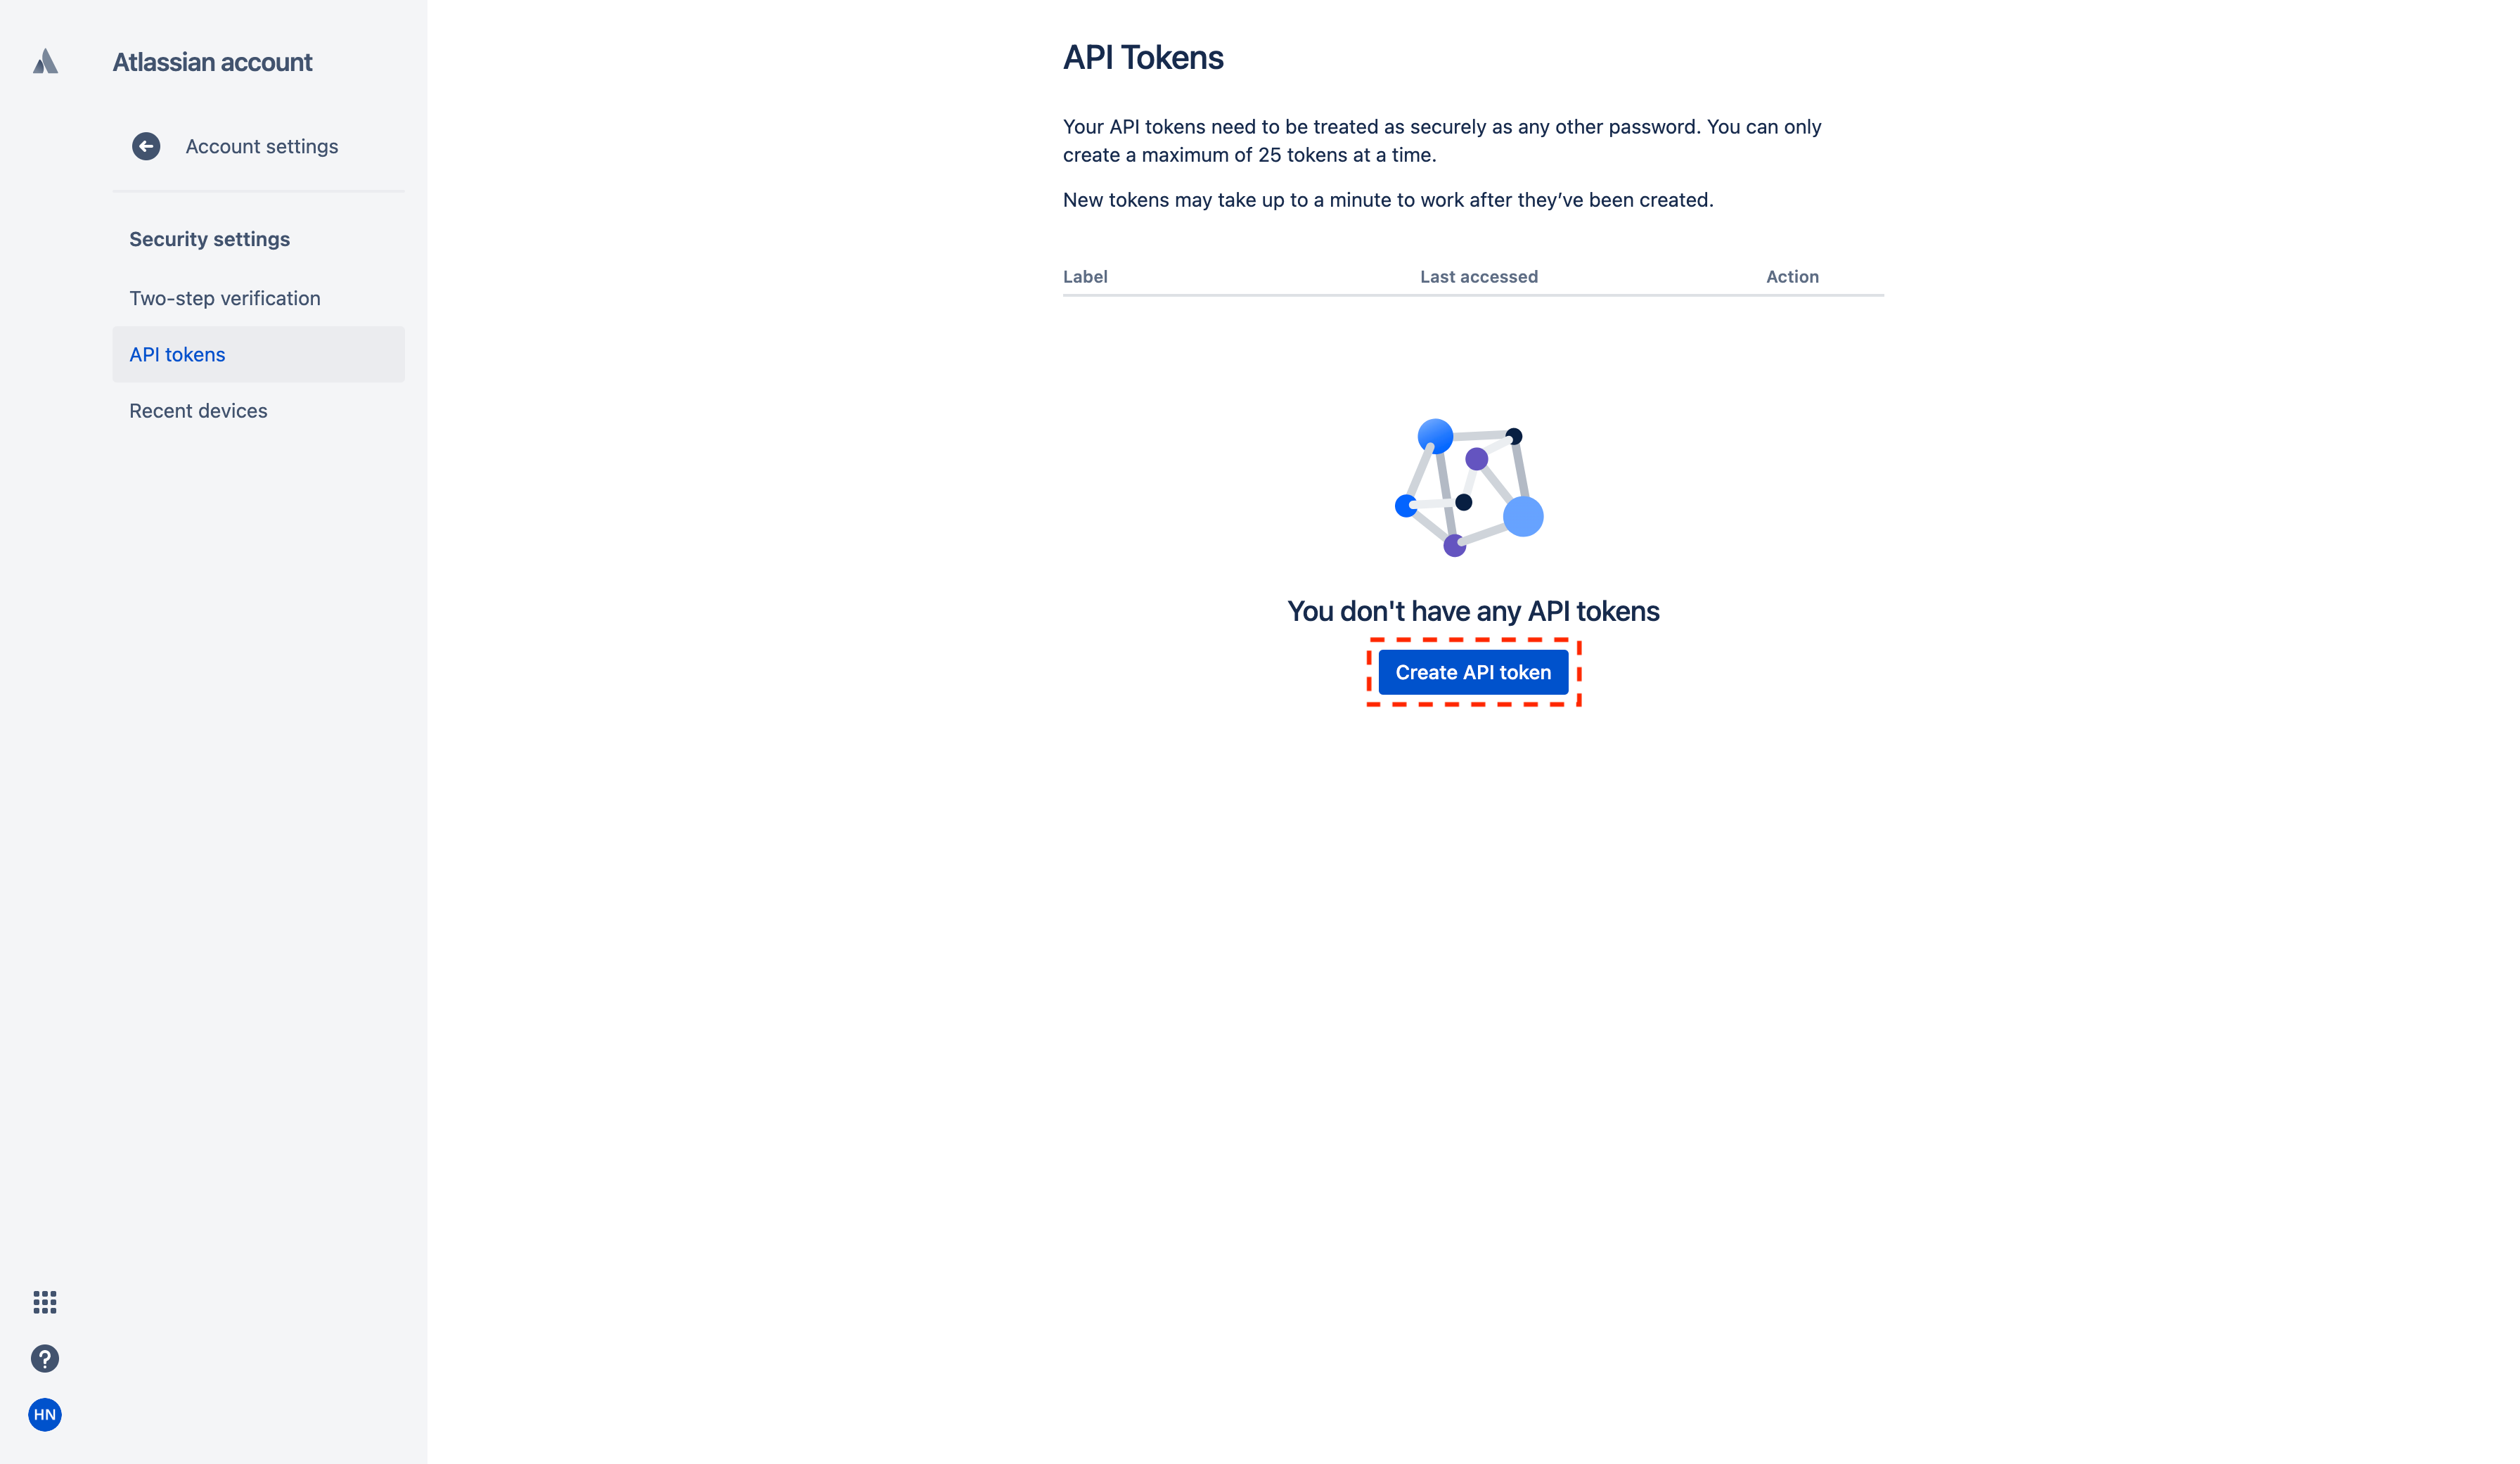 Atlassian account
Account settings
Security settings
Two-step verification
API tokens
Recent devices
HN
API Tokens
Your API tokens need to be treated as securely as any other password. You can only
create a maximum of 25 tokens at a time.
New tokens may take up to a minute to work after they’ve been created.
Label Last accessed Action
You don't have any API tokens
Create API token